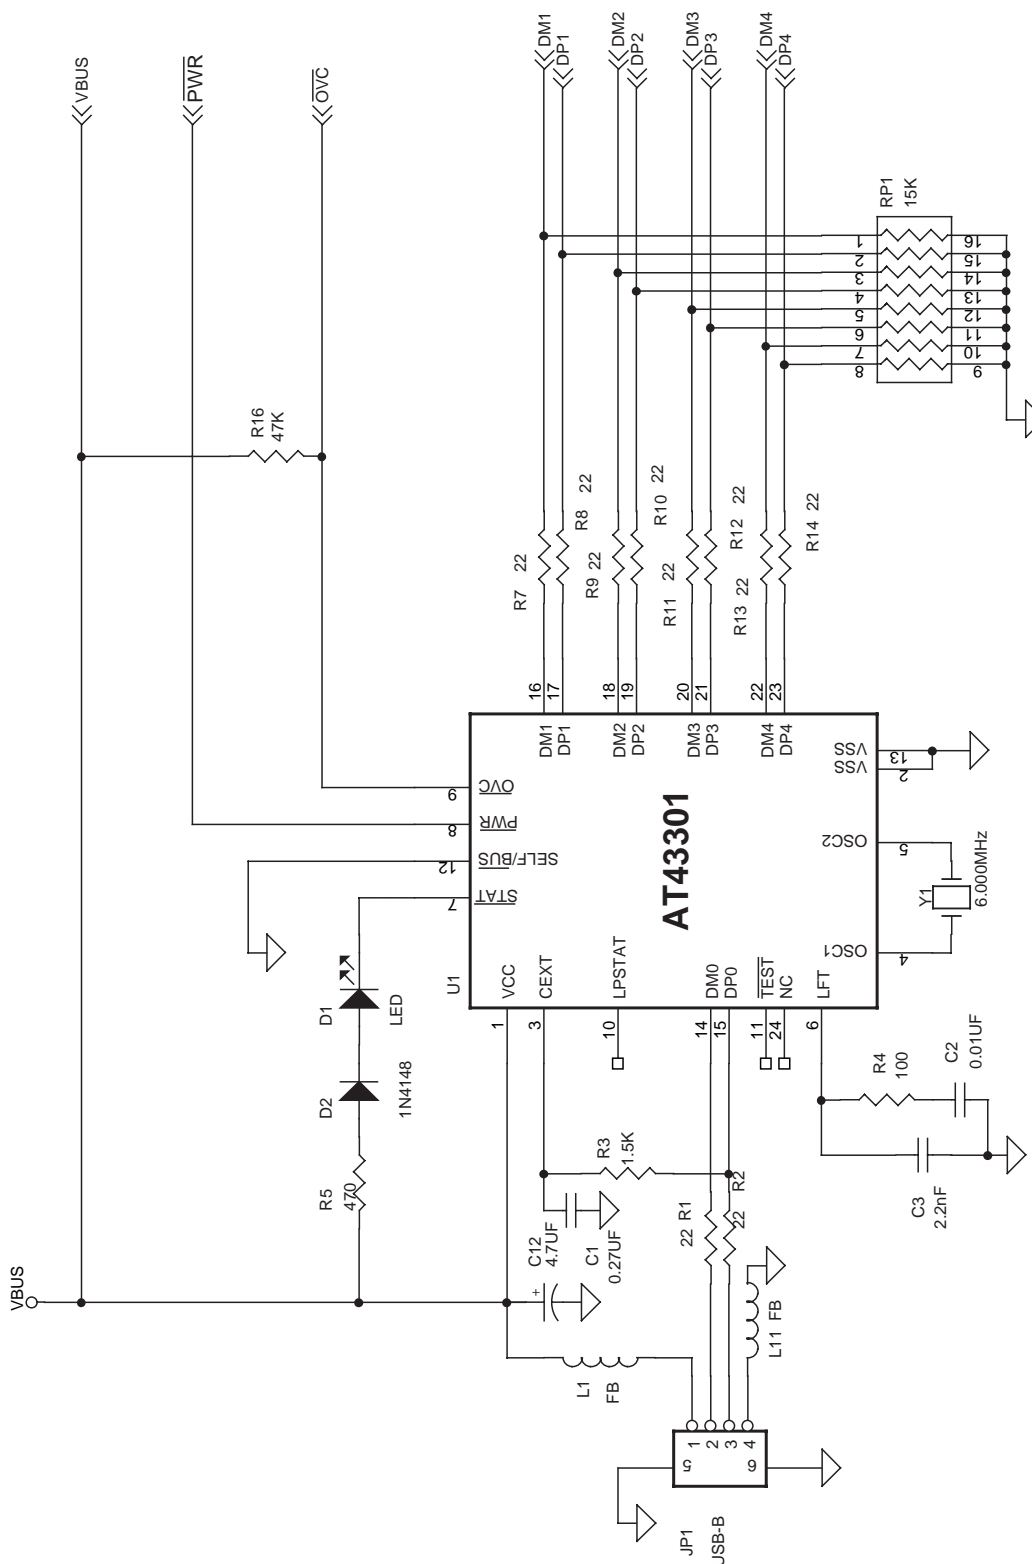 VBUS
PWR
OVC
DM1
DP1
DM2
DP2
DM3
DP3
DM4
DP4
RP1
15K
1
2
3
4
5
6
7
8
16
15
14
13
12
11
10
9
R16
47K
R7 22
R8 22
R9 22
R10 22
R11 22
R12 22
R13 22
R14 22
16
17
18
19
20
21
22
23
DM1
DP1
DM2
DP2
DM3
DP3
DM4
DP4
9
8
12
7
OVC
PWR
SELF/BUS
STAT
VSS
VSS
13
2
OSC2
5
OSC1
4
Y1
6.000MHz
AT43301
U1
VCC
CEXT
LPSTAT
DM0
DP0
TEST
NC
LFT
1
3
10
14
15
11
24
6
D1
LED
D2
1N4148
R5
470
VBUS
R3
1.5K
R4
100
C2
0.01UF
C3
2.2nF
C12
4.7UF
+
C1
0.27UF
22 R1
R2
22
L1
FB
L11 FB
1
2
3
4
5
6
JP1
USB-B